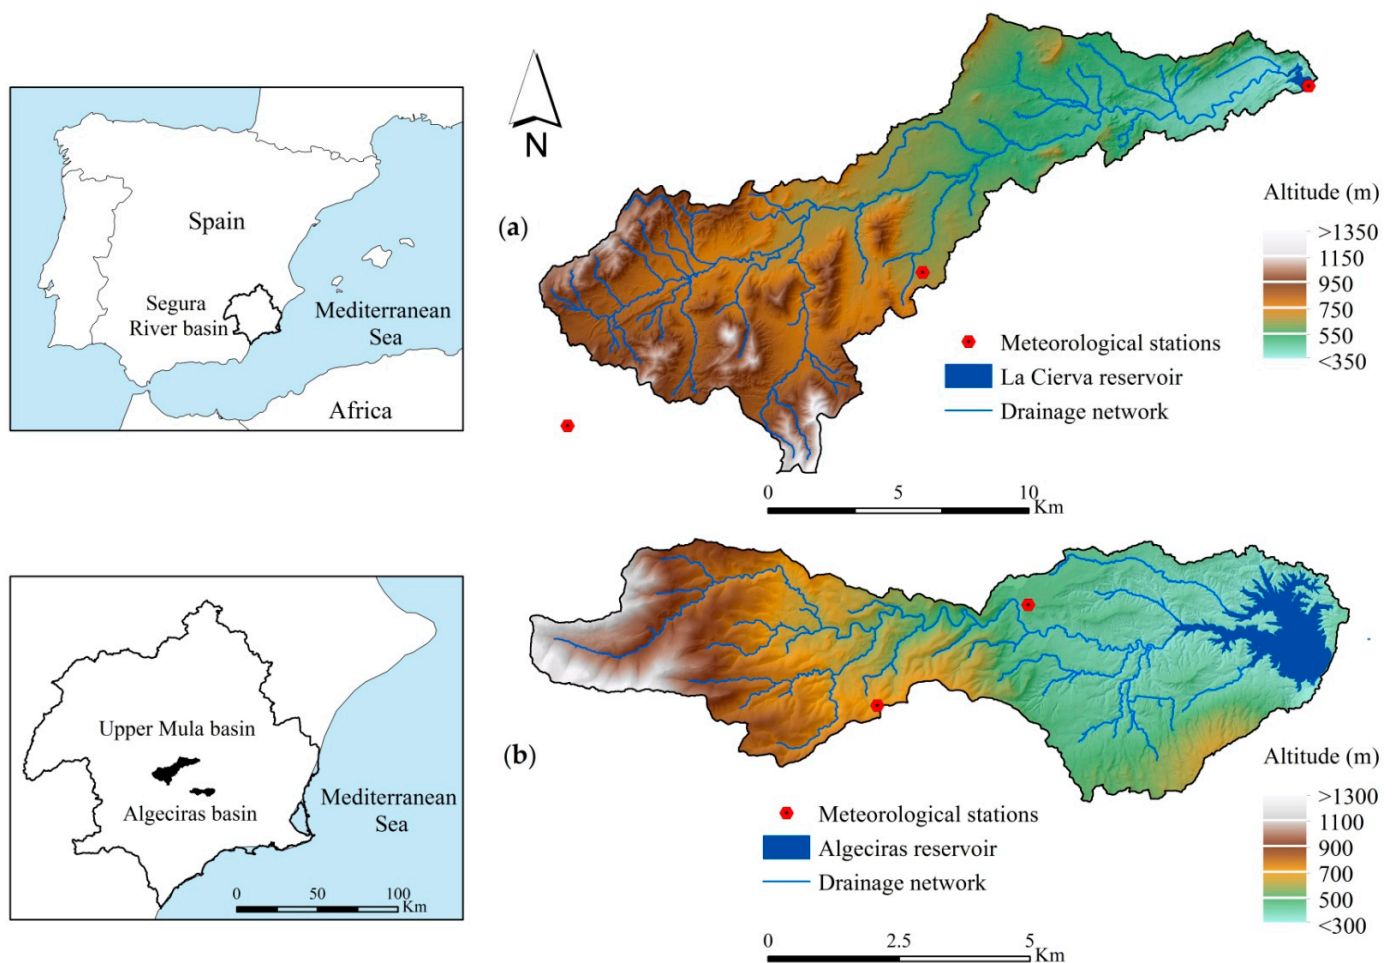 Spain
Segura
River basin
Mediterranean
Sea
Africa
N
(a)
Altitude (m)
>1350
1150
950
750
550
<350
Meteorological stations
La Cierva reservoir
Drainage network
0 5 10
Km
Upper Mula basin
Algeciras basin
Mediterranean
Sea
0 50 100
Km
(b)
Altitude (m)
>1300
1100
900
700
500
<300
Meteorological stations
Algeciras reservoir
Drainage network
0 2.5 5
Km